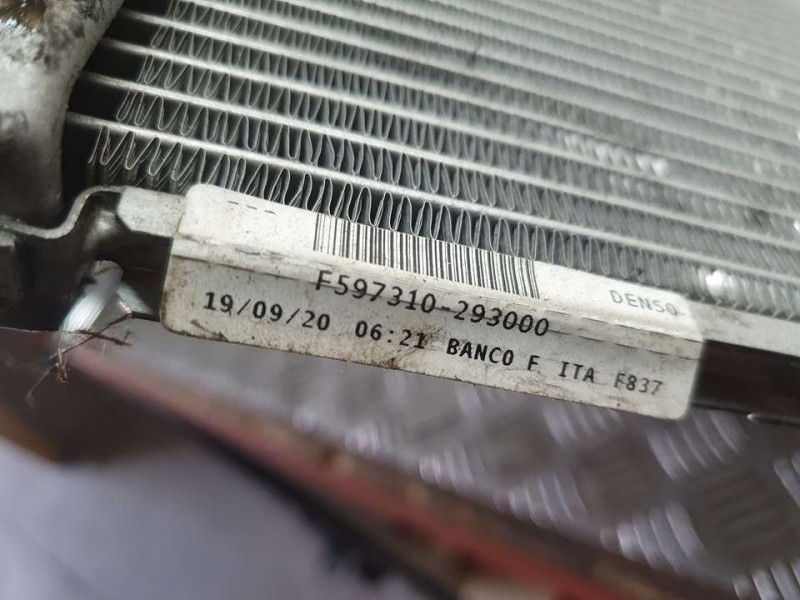 DENSO
F597310-293000
19/09/20 06:21 BANCO F ITA F837